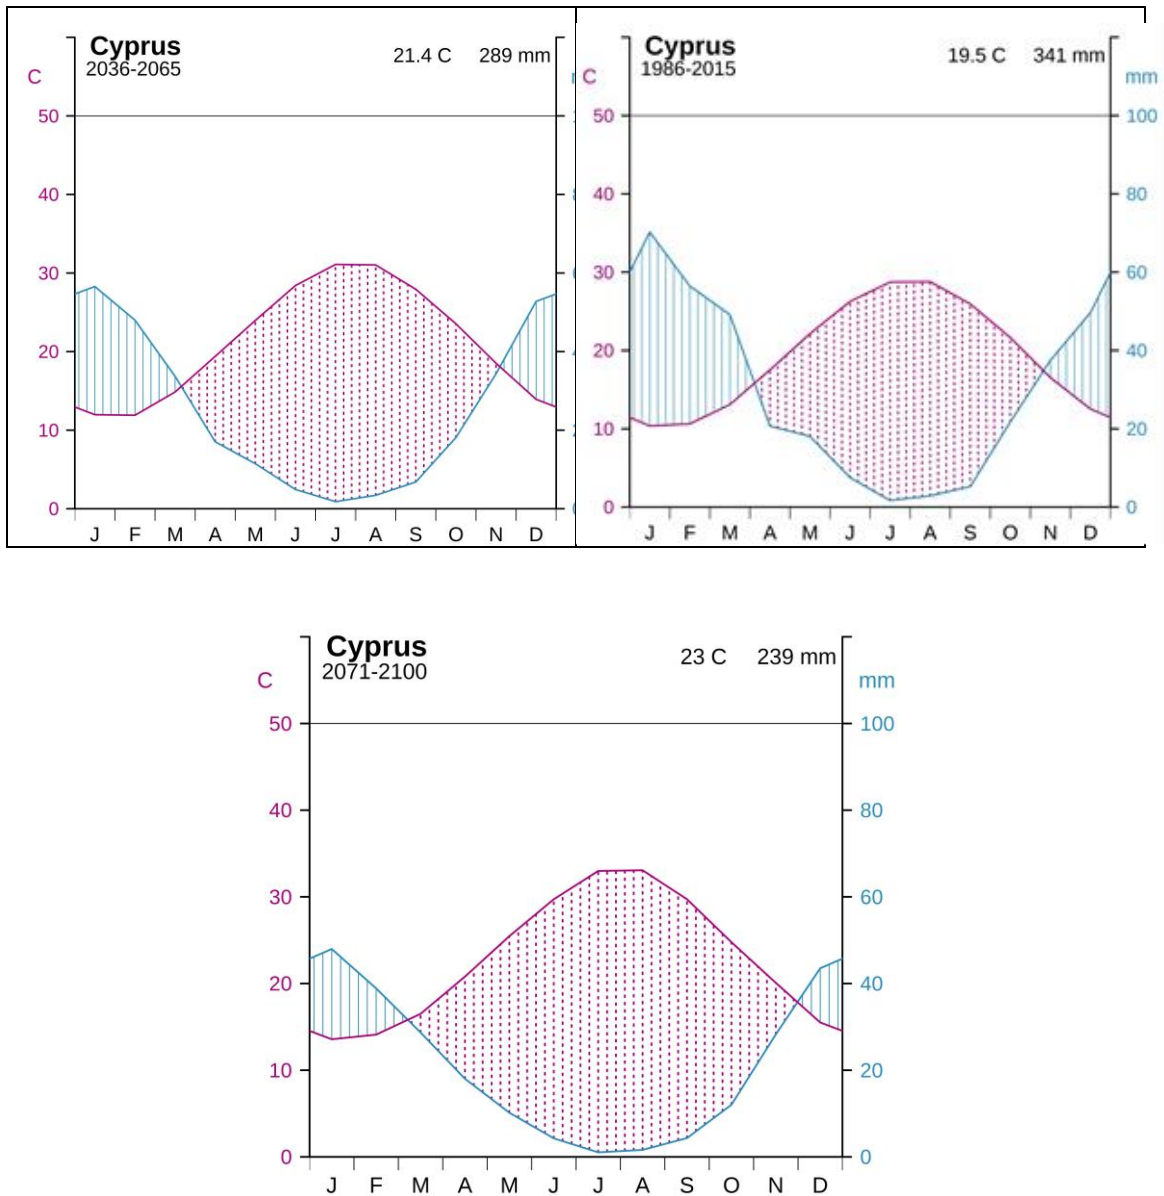 Cyprus
2036-2065
21.4 C 289 mm
C
50
40
30
20
10
0
J F M A M J J A S O N D
Cyprus
1986-2015
19.5 C 341 mm
C mm
50 100
40 80
30 60
20 40
10 20
0 0
J F M A M J J A S O N D
Cyprus
2071-2100
23 C 239 mm
C mm
50 100
40 80
30 60
20 40
10 20
0 0
J F M A M J J A S O N D